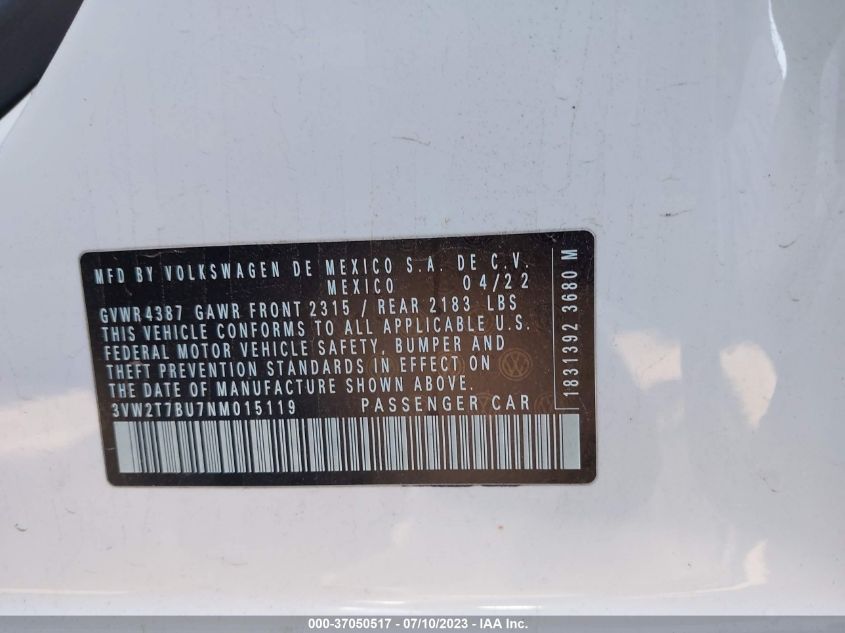 MFD BY VOLKSWAGEN DE MEXICO S.A. DE C.V.
MEXICO 04/22
GVWR 4387 GAWR FRONT 2315 / REAR 2183 LBS
THIS VEHICLE CONFORMS TO ALL APPLICABLE U.S.
FEDERAL MOTOR VEHICLE SAFETY, BUMPER AND
THEFT PREVENTION STANDARDS IN EFFECT ON
THE DATE OF MANUFACTURE SHOWN ABOVE.
3VW2T7BU7NM015119 PASSENGER CAR
1831392 3680 M
000-37050517 - 07/10/2023 - IAA Inc.